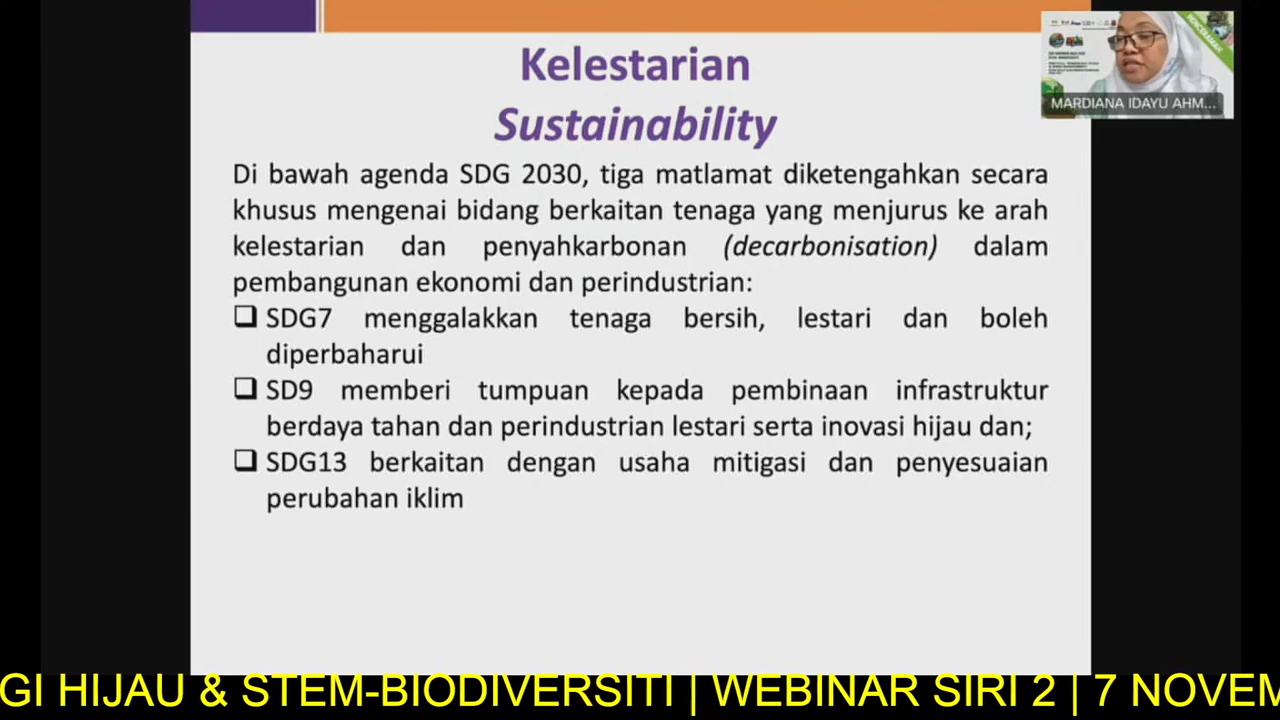 Kelestarian
Sustainability
Di bawah agenda SDG 2030, tiga matlamat diketengahkan secara
khusus mengenai bidang berkaitan tenaga yang menjurus ke arah
kelestarian dan penyahkarbonan (decarbonisation) dalam
pembangunan ekonomi dan perindustrian:
❑ SDG7 menggalakkan tenaga bersih, lestari dan boleh
diperbaharui
❑ SD9 memberi tumpuan kepada pembinaan infrastruktur
berdaya tahan dan perindustrian lestari serta inovasi hijau dan;
❑ SDG13 berkaitan dengan usaha mitigasi dan penyesuaian
perubahan iklim
PENCERAMAH
MARDIANA IDAYU AHM...
GI HIJAU & STEM-BIODIVERSITI | WEBINAR SIRI 2 | 7 NOVEM